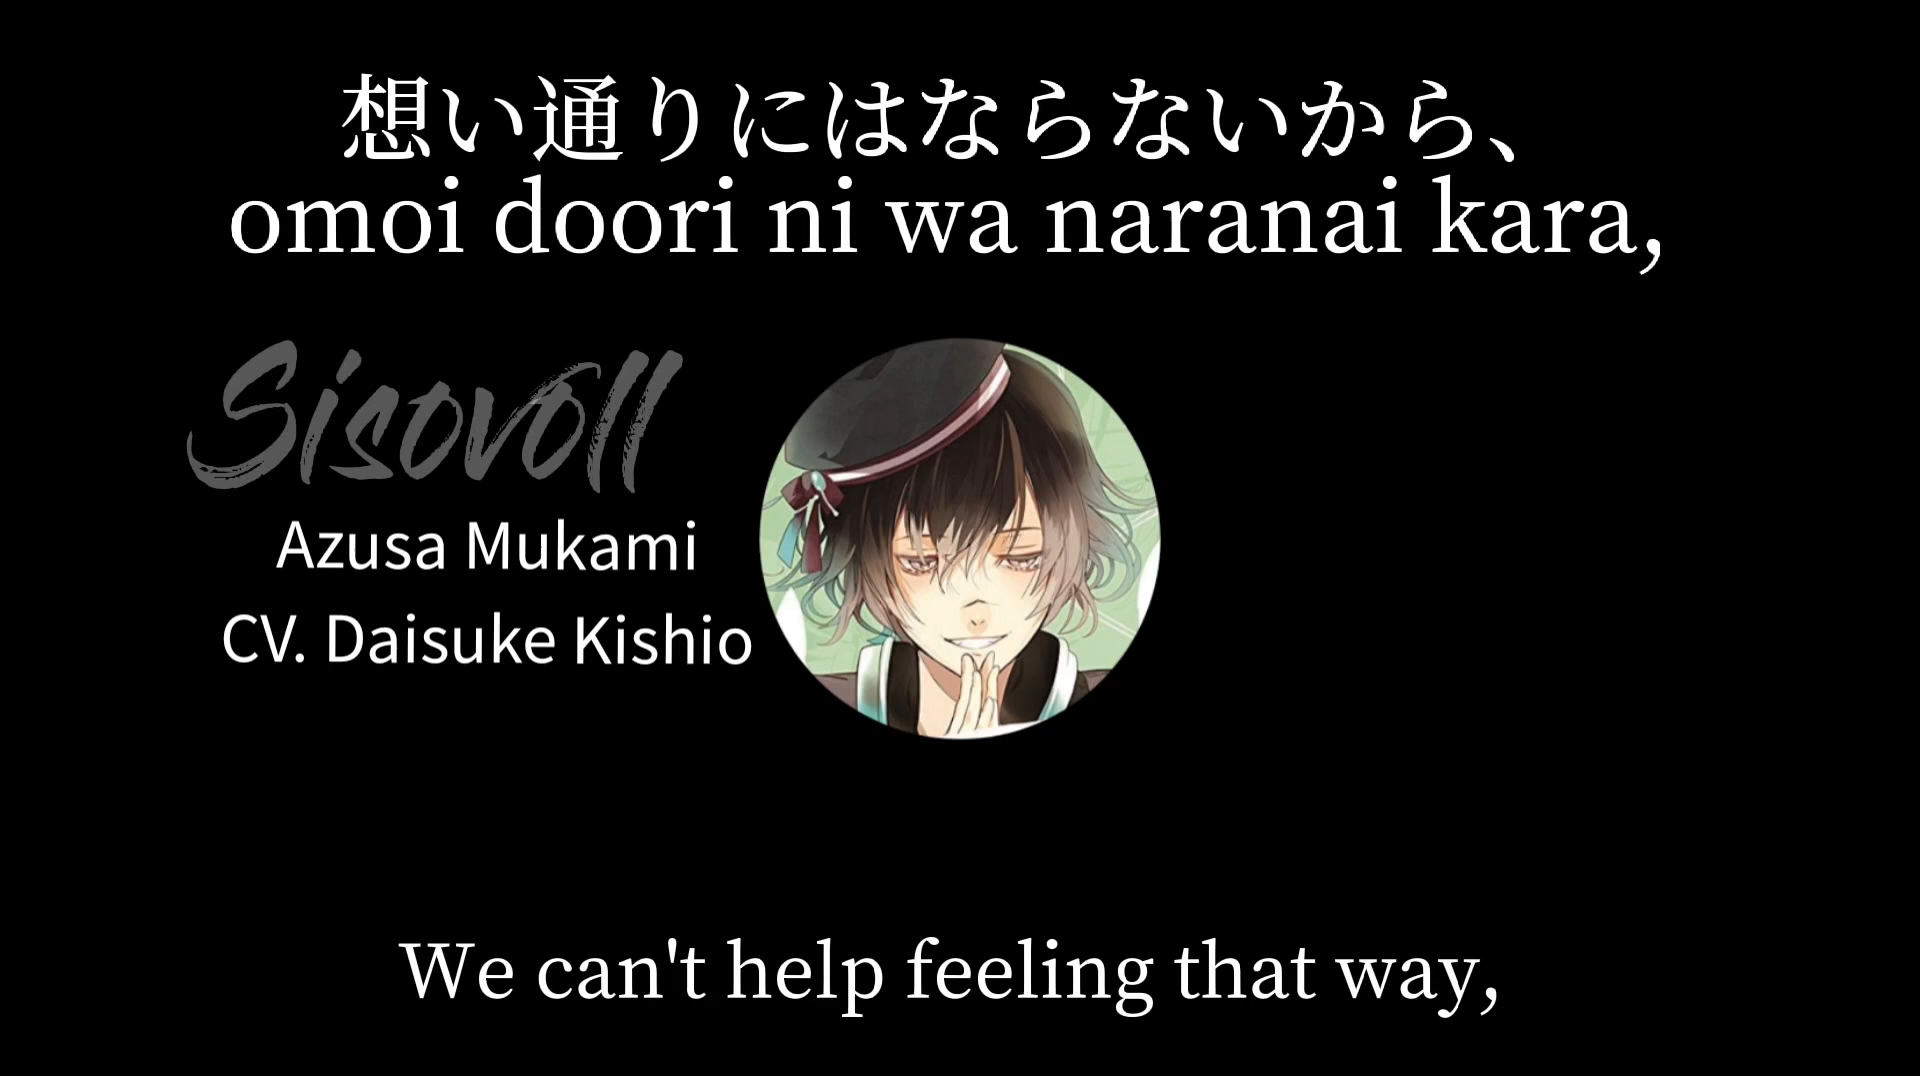 想い通りにはならないから、
omoi doori ni wa naranai kara,
Sisovoll
Azusa Mukami
CV. Daisuke Kishio
We can't help feeling that way,